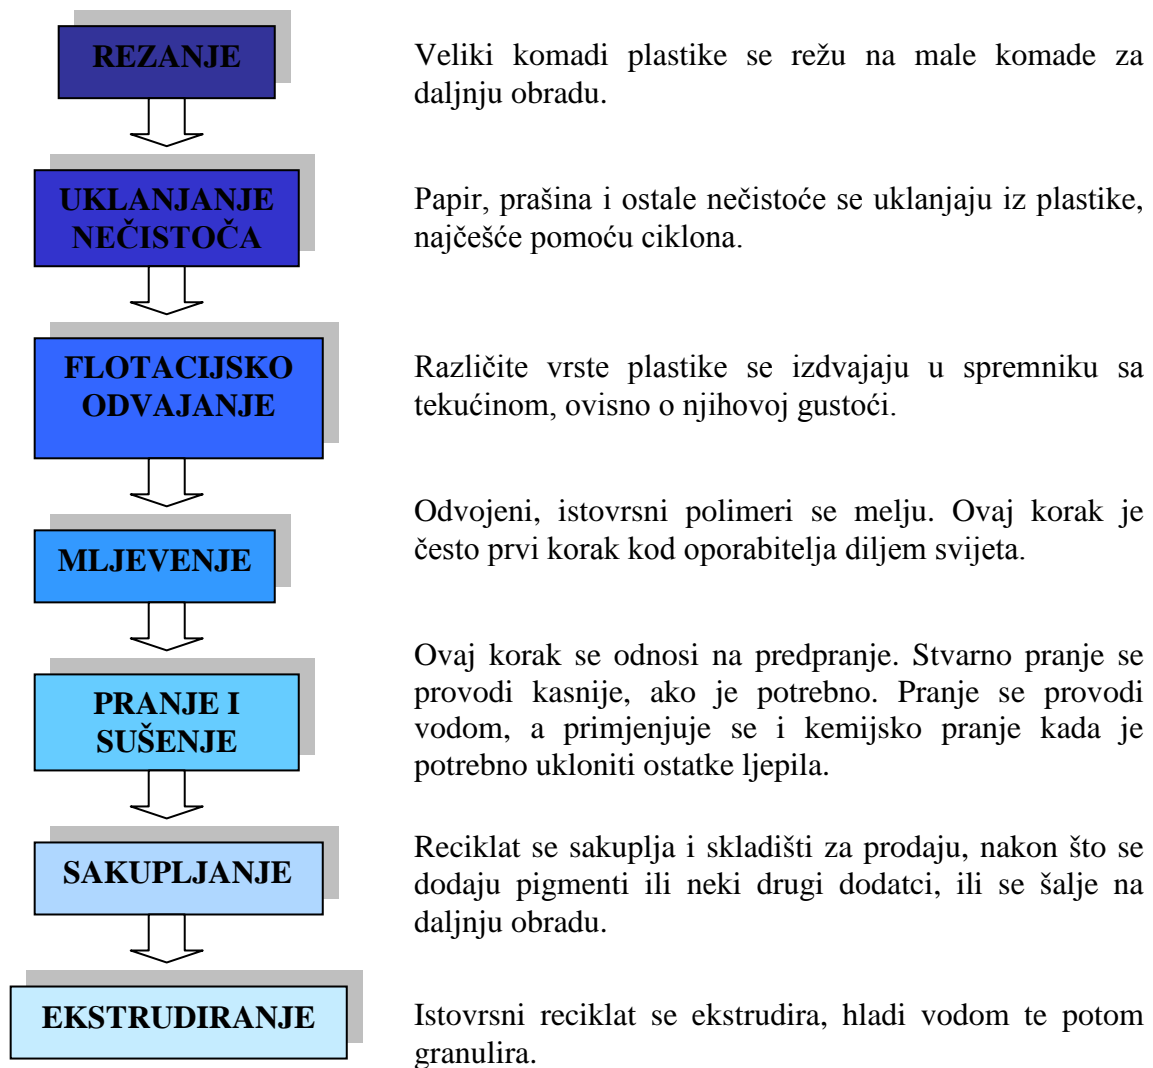 REZANJE
Veliki komadi plastike se režu na male komade za
daljnju obradu.
UKLANJANJE
NEČISTOČA
Papir, prašina i ostale nečistoće se uklanjaju iz plastike,
najčešće pomoću ciklona.
FLOTACIJSKO
ODVAJANJE
Različite vrste plastike se izdvajaju u spremniku sa
tekućinom, ovisno o njihovoj gustoći.
MLJEVENJE
Odvojeni, istovrsni polimeri se melju. Ovaj korak je
često prvi korak kod oporabitelja diljem svijeta.
PRANJE I
SUŠENJE
Ovaj korak se odnosi na predpranje. Stvarno pranje se
provodi kasnije, ako je potrebno. Pranje se provodi
vodom, a primjenjuje se i kemijsko pranje kada je
potrebno ukloniti ostatke ljepila.
SAKUPLJANJE
Reciklat se sakuplja i skladišti za prodaju, nakon što se
dodaju pigmenti ili neki drugi dodatci, ili se šalje na
daljnju obradu.
EKSTRUDIRANJE
Istovrsni reciklat se ekstrudira, hladi vodom te potom
granulira.